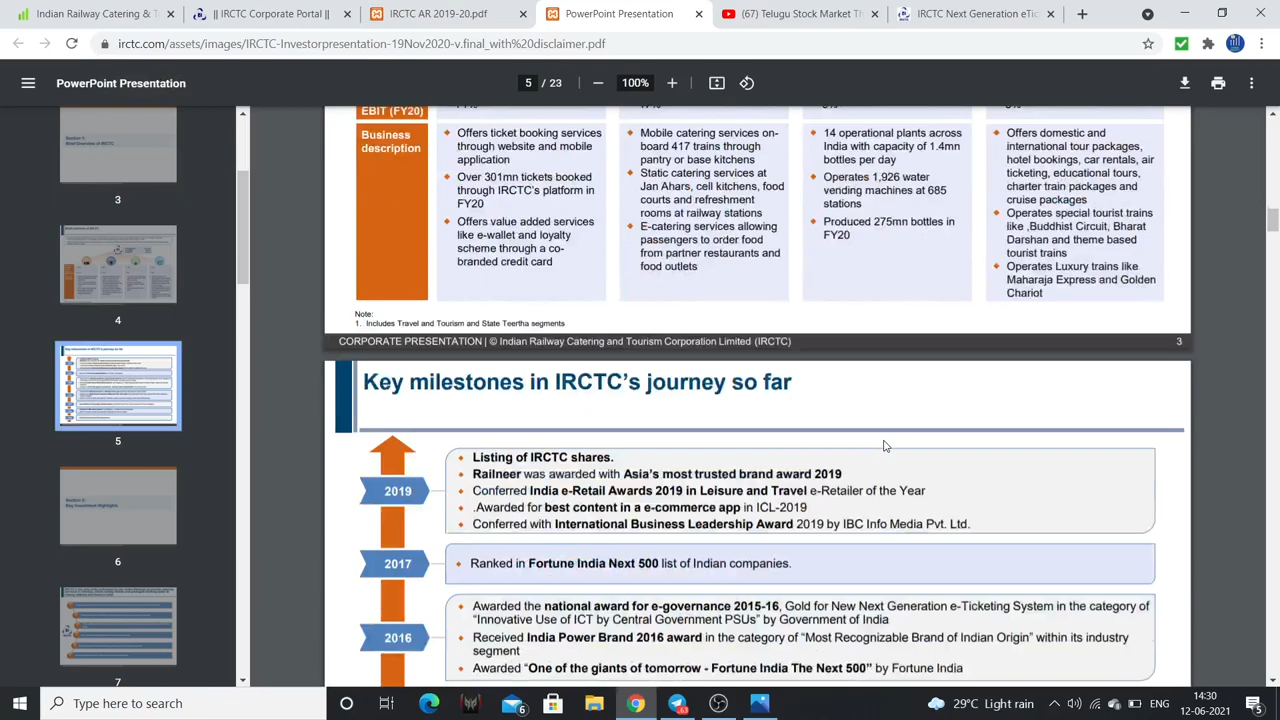 Indian Railway Catering & T
|| IRCTC Corporate Portal ||
IRCTC AR 2019-20.pdf
PowerPoint Presentation
(67) Telugu Stock Market Th
IRCTC Next Generation eTic
irctc.com/assets/images/IRCTC-Investorpresentation-19Nov2020-v.final_with%20disclaimer.pdf
PowerPoint Presentation
5 / 23
100%
3
4
5
6
7
EBIT (FY20)
Business description
Offers ticket booking services
through website and mobile
application
Over 301mn tickets booked
through IRCTC's platform in
FY20
Offers value added services
like e-wallet and loyalty
scheme through a co-
branded credit card
Mobile catering services on-
board 417 trains through
pantry or base kitchens
Static catering services at
Jan Ahars, cell kitchens, food
courts and refreshment
rooms at railway stations
E-catering services allowing
passengers to order food
from partner restaurants and
food outlets
14 operational plants across
India with capacity of 1.4mn
bottles per day
Operates 1,926 water
vending machines at 685
stations
Produced 275mn bottles in
FY20
Offers domestic and
international tour packages,
hotel bookings, car rentals, air
ticketing, educational tours,
charter train packages and
cruise packages
Operates special tourist trains
like ,Buddhist Circuit, Bharat
Darshan and theme based
tourist trains
Operates Luxury trains like
Maharaja Express and Golden
Chariot
Note:
1. Includes Travel and Tourism and State Teertha segments
CORPORATE PRESENTATION | © Indian Railway Catering and Tourism Corporation Limited (IRCTC)
3
Key milestones in IRCTC's journey so far
2019
Listing of IRCTC shares.
Railneer was awarded with Asia's most trusted brand award 2019
Conferred India e-Retail Awards 2019 in Leisure and Travel e-Retailer of the Year
.Awarded for best content in a e-commerce app in ICL-2019
Conferred with International Business Leadership Award 2019 by IBC Info Media Pvt. Ltd.
2017
Ranked in Fortune India Next 500 list of Indian companies.
2016
Awarded the national award for e-governance 2015-16, Gold for New Next Generation e-Ticketing System in the category of
"Innovative Use of ICT by Central Government PSUs" by Government of India
Received India Power Brand 2016 award in the category of "Most Recognizable Brand of Indian Origin" within its industry
segment
Awarded "One of the giants of tomorrow - Fortune India The Next 500" by Fortune India
Type here to search
29°C Light rain
ENG
14:30
12-06-2021